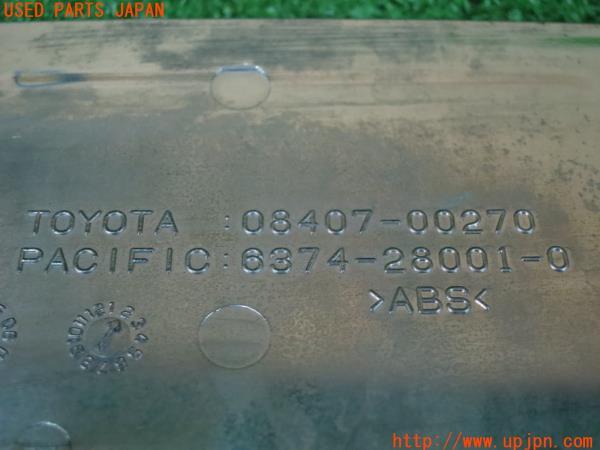 USED PARTS JAPAN
TOYOTA : 08407-00270
PACIFIC : 6374-28001-0
>ABS<
http://www.upjpn.com/